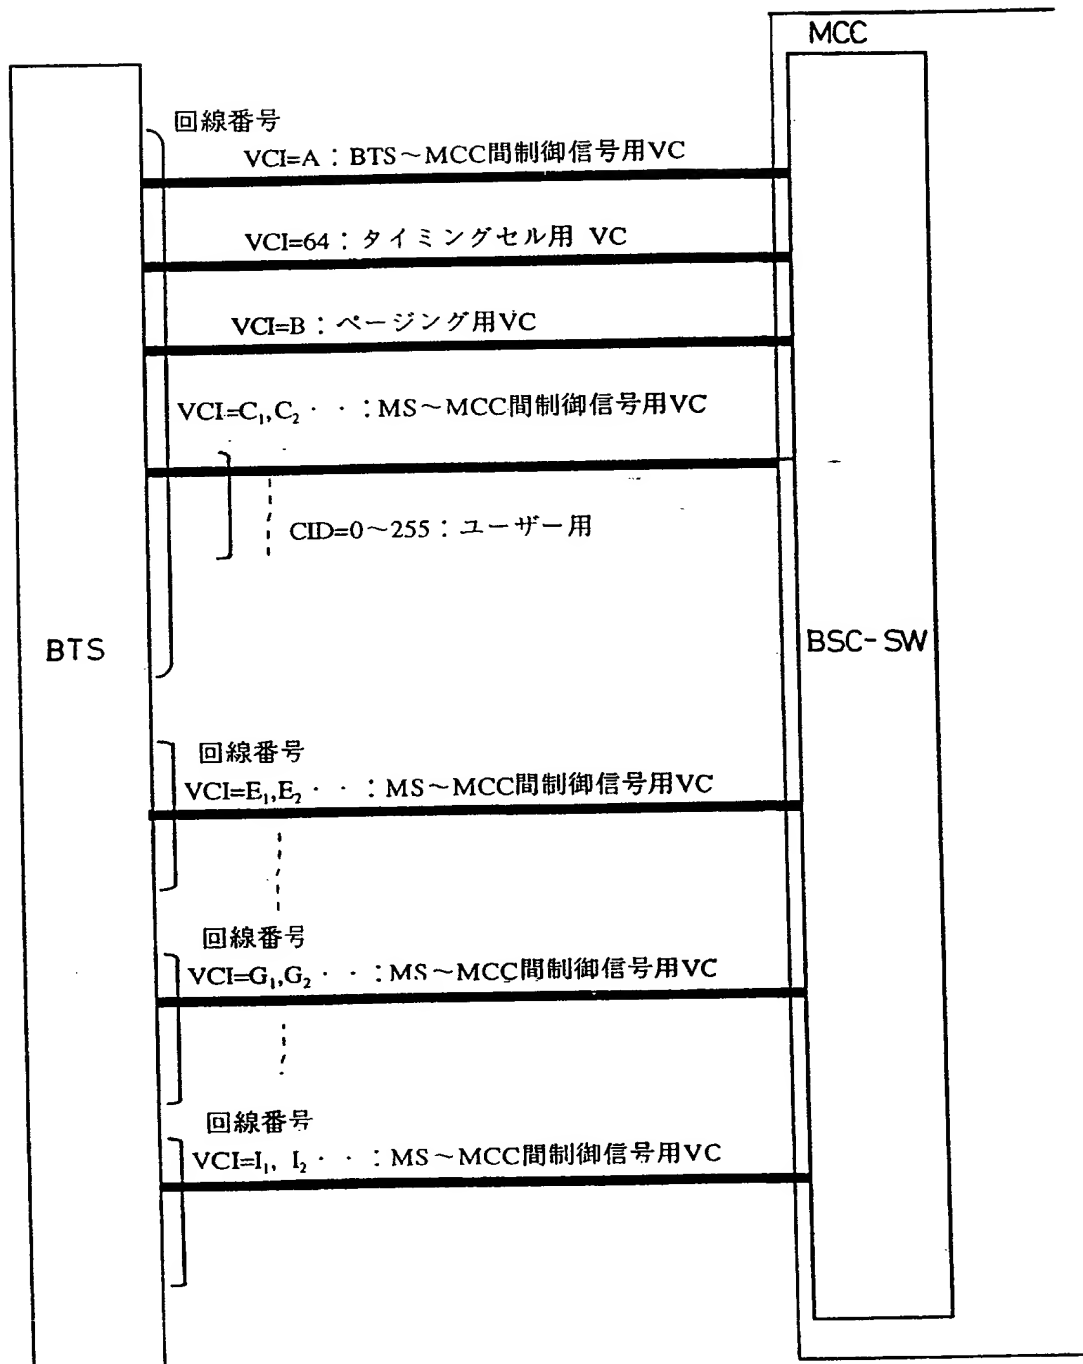 MCC
回線番号
VCI=A：BTS～MCC間制御信号用VC
VCI=64：タイミングセル用 VC
VCI=B：ページング用VC
VCI=C₁,C₂・・：MS～MCC間制御信号用VC
CID=0～255：ユーザー用
BTS
BSC-SW
回線番号
VCI=E₁,E₂・・：MS～MCC間制御信号用VC
回線番号
VCI=G₁,G₂・・：MS～MCC間制御信号用VC
回線番号
VCI=I₁, I₂・・：MS～MCC間制御信号用VC